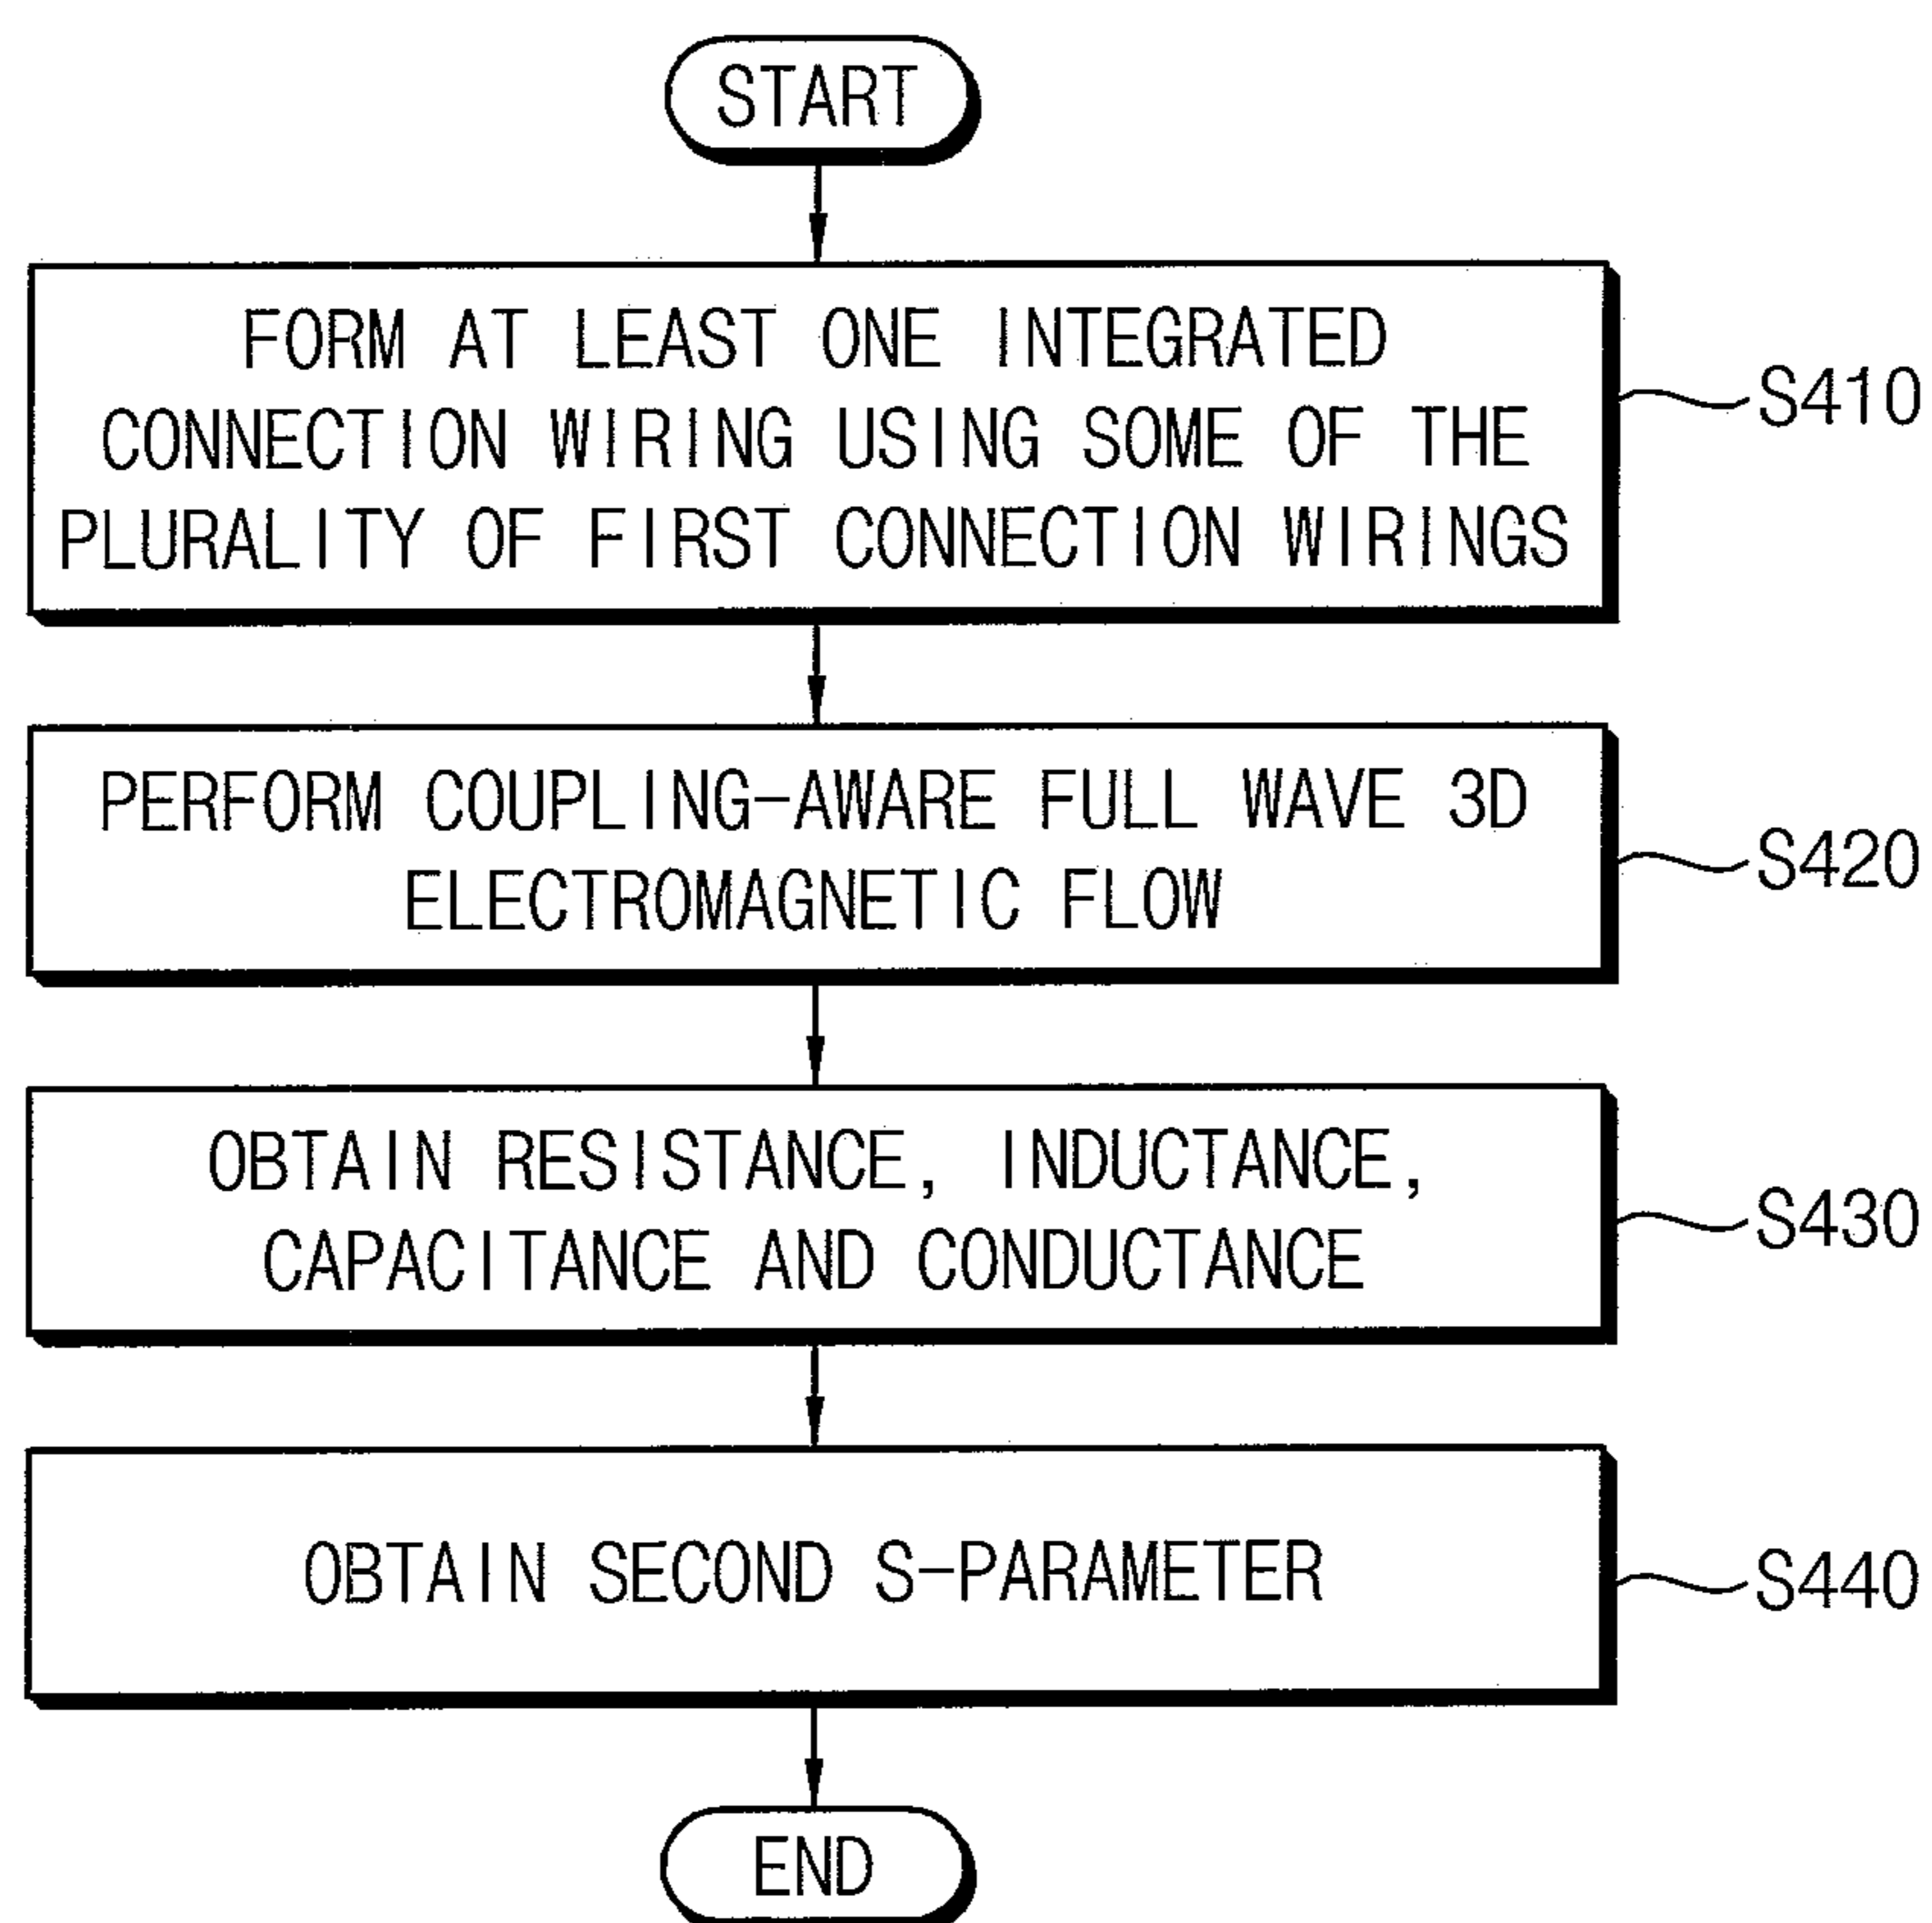 START
FORM AT LEAST ONE INTEGRATED
CONNECTION WIRING USING SOME OF THE
PLURALITY OF FIRST CONNECTION WIRINGS
S410
PERFORM COUPLING-AWARE FULL WAVE 3D
ELECTROMAGNETIC FLOW
S420
OBTAIN RESISTANCE, INDUCTANCE,
CAPACITANCE AND CONDUCTANCE
S430
OBTAIN SECOND S-PARAMETER
S440
END